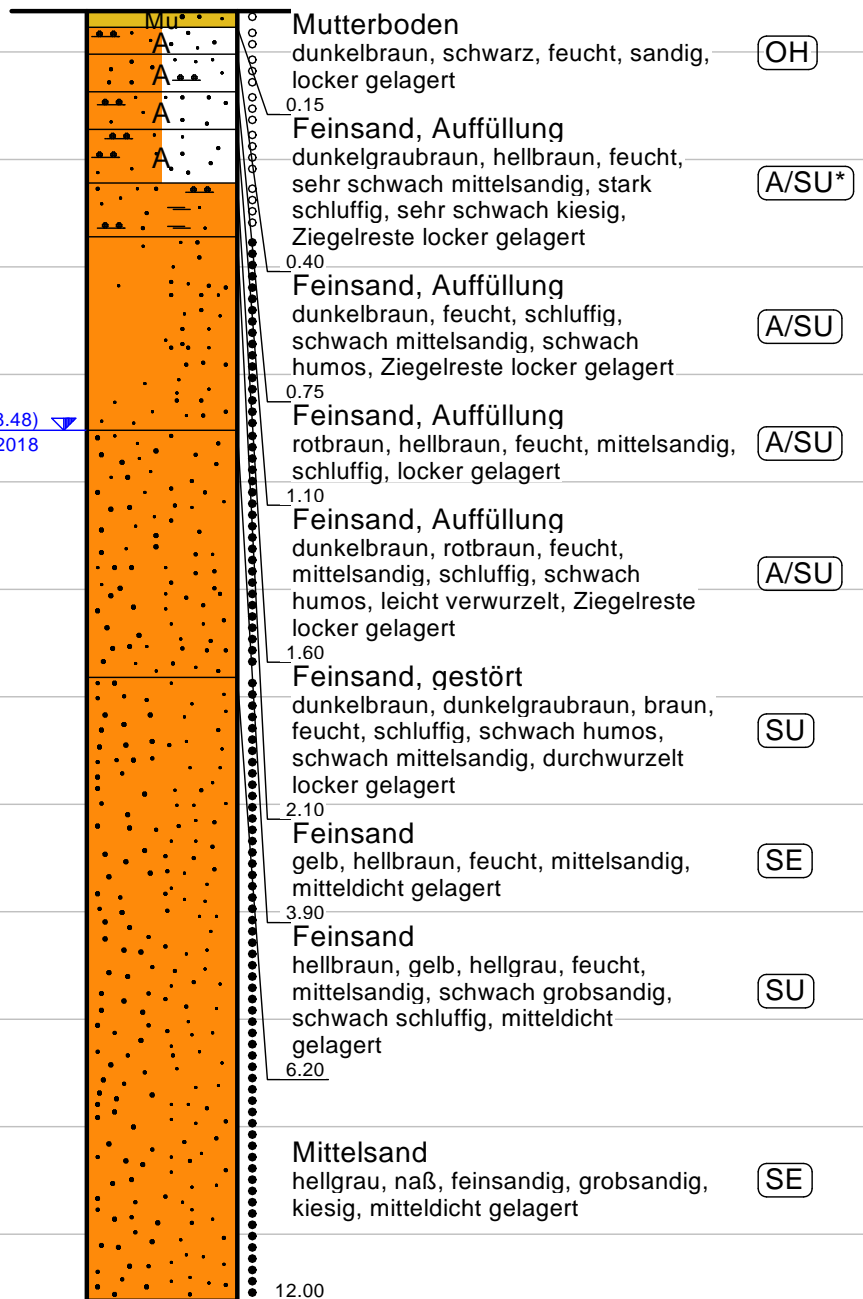 Mu
A
A
A
A
3.48)
2018
Mutterboden
dunkelbraun, schwarz, feucht, sandig,
locker gelagert
OH
0.15
Feinsand, Auffüllung
dunkelgraubraun, hellbraun, feucht,
sehr schwach mittelsandig, stark
schluffig, sehr schwach kiesig,
Ziegelreste locker gelagert
A/SU*
0.40
Feinsand, Auffüllung
dunkelbraun, feucht, schluffig,
schwach mittelsandig, schwach
humos, Ziegelreste locker gelagert
A/SU
0.75
Feinsand, Auffüllung
rotbraun, hellbraun, feucht, mittelsandig,
schluffig, locker gelagert
A/SU
1.10
Feinsand, Auffüllung
dunkelbraun, rotbraun, feucht,
mittelsandig, schluffig, schwach
humos, leicht verwurzelt, Ziegelreste
locker gelagert
A/SU
1.60
Feinsand, gestört
dunkelbraun, dunkelgraubraun, braun,
feucht, schluffig, schwach humos,
schwach mittelsandig, durchwurzelt
locker gelagert
SU
2.10
Feinsand
gelb, hellbraun, feucht, mittelsandig,
mitteldicht gelagert
SE
3.90
Feinsand
hellbraun, gelb, hellgrau, feucht,
mittelsandig, schwach grobsandig,
schwach schluffig, mitteldicht
gelagert
SU
6.20
Mittelsand
hellgrau, naß, feinsandig, grobsandig,
kiesig, mitteldicht gelagert
SE
12.00